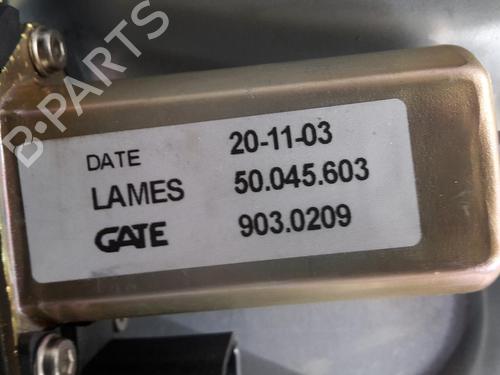 B-PARTS
DATE 20-11-03
LAMES 50.045.603
GATE 903.0209